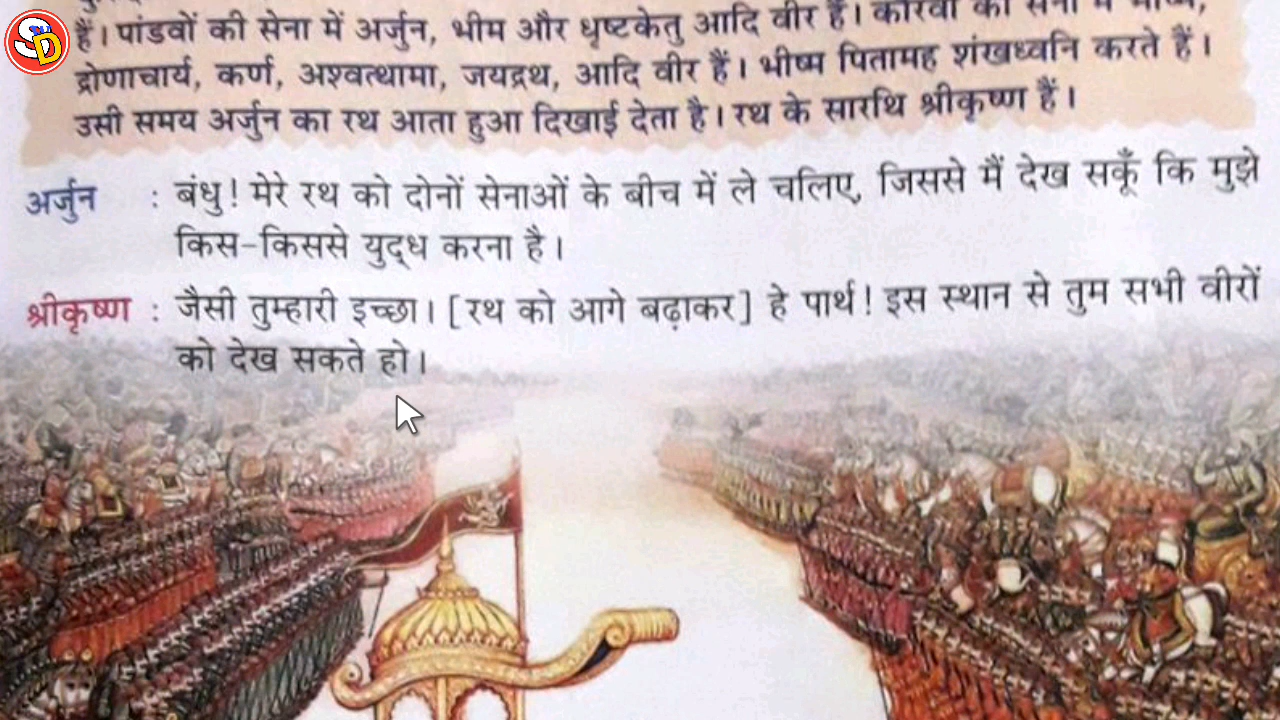 SD
हैं। पांडवों की सेना में अर्जुन, भीम और धृष्टकेतु आदि वीर हैं। कौरवों की सेना में भीष्म,
द्रोणाचार्य, कर्ण, अश्वत्थामा, जयद्रथ, आदि वीर हैं। भीष्म पितामह शंखध्वनि करते हैं।
उसी समय अर्जुन का रथ आता हुआ दिखाई देता है। रथ के सारथि श्रीकृष्ण हैं।
अर्जुन : बंधु! मेरे रथ को दोनों सेनाओं के बीच में ले चलिए, जिससे मैं देख सकूँ कि मुझे
किस-किससे युद्ध करना है।
श्रीकृष्ण : जैसी तुम्हारी इच्छा। [रथ को आगे बढ़ाकर] हे पार्थ! इस स्थान से तुम सभी वीरों
को देख सकते हो।